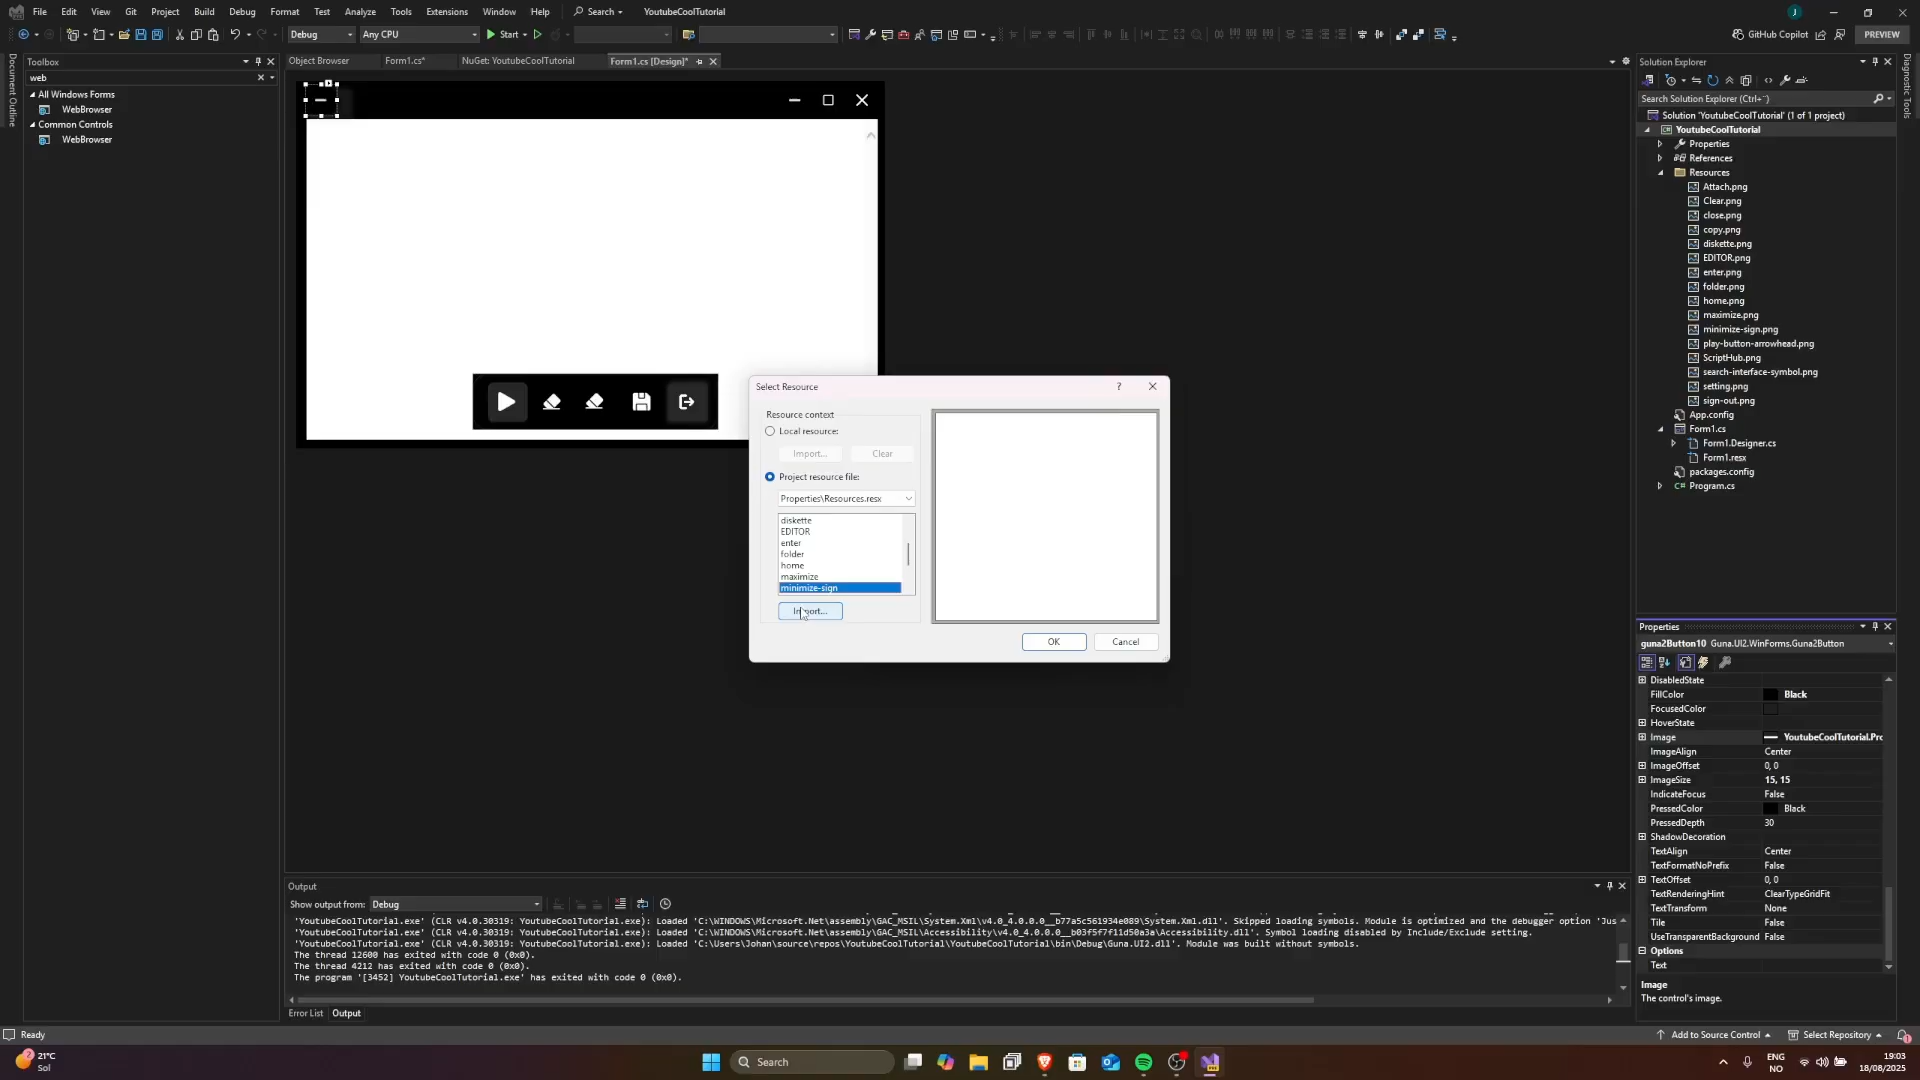 File Edit View Git Project Build Debug Format Test Analyze Tools Extensions Window Help Search YoutubeCoolTutorial J
Debug Any CPU Start GitHub Copilot PREVIEW
Document Outline
Toolbox
web
All Windows Forms
WebBrowser
Common Controls
WebBrowser
Object Browser Form1.cs* NuGet: YoutubeCoolTutorial Form1.cs [Design]*
Select Resource ?
Resource context
Local resource:
Import... Clear
Project resource file:
Properties\Resources.resx
diskette
EDITOR
enter
folder
home
maximize
minimize-sign
Import...
OK Cancel
Solution Explorer
Search Solution Explorer (Ctrl+¨)
Solution 'YoutubeCoolTutorial' (1 of 1 project)
YoutubeCoolTutorial
Properties
References
Resources
Attach.png
Clear.png
close.png
copy.png
diskette.png
EDITOR.png
enter.png
folder.png
home.png
maximize.png
minimize-sign.png
play-button-arrowhead.png
ScriptHub.png
search-interface-symbol.png
setting.png
sign-out.png
App.config
Form1.cs
Form1.Designer.cs
Form1.resx
packages.config
C# Program.cs
Diagnostic Tools
Properties
guna2Button10 Guna.UI2.WinForms.Guna2Button
DisabledState
FillColor Black
FocusedColor
HoverState
Image YoutubeCoolTutorial.Pro
ImageAlign Center
ImageOffset 0, 0
ImageSize 15, 15
IndicateFocus False
PressedColor Black
PressedDepth 30
ShadowDecoration
TextAlign Center
TextFormatNoPrefix False
TextOffset 0, 0
TextRenderingHint ClearTypeGridFit
TextTransform None
Tile False
UseTransparentBackground False
Options
Text
Image
The control's image.
Output
Show output from: Debug
'YoutubeCoolTutorial.exe' (CLR v4.0.30319: YoutubeCoolTutorial.exe): Loaded 'C:\WINDOWS\Microsoft.Net\assembly\GAC_MSIL\System.Xml\v4.0_4.0.0.0__b77a5c561934e089\System.Xml.dll'. Skipped loading symbols. Module is optimized and the debugger option 'Jus
'YoutubeCoolTutorial.exe' (CLR v4.0.30319: YoutubeCoolTutorial.exe): Loaded 'C:\WINDOWS\Microsoft.Net\assembly\GAC_MSIL\Accessibility\v4.0_4.0.0.0__b03f5f7f11d50a3a\Accessibility.dll'. Symbol loading disabled by Include/Exclude setting.
'YoutubeCoolTutorial.exe' (CLR v4.0.30319: YoutubeCoolTutorial.exe): Loaded 'C:\Users\Johan\source\repos\YoutubeCoolTutorial\YoutubeCoolTutorial\bin\Debug\Guna.UI2.dll'. Module was built without symbols.
The thread 12600 has exited with code 0 (0x0).
The thread 4212 has exited with code 0 (0x0).
The program '[3452] YoutubeCoolTutorial.exe' has exited with code 0 (0x0).
Error List Output
Ready Add to Source Control Select Repository
21°C
Sol
Search
ENG
NO
19:03
18/08/2025